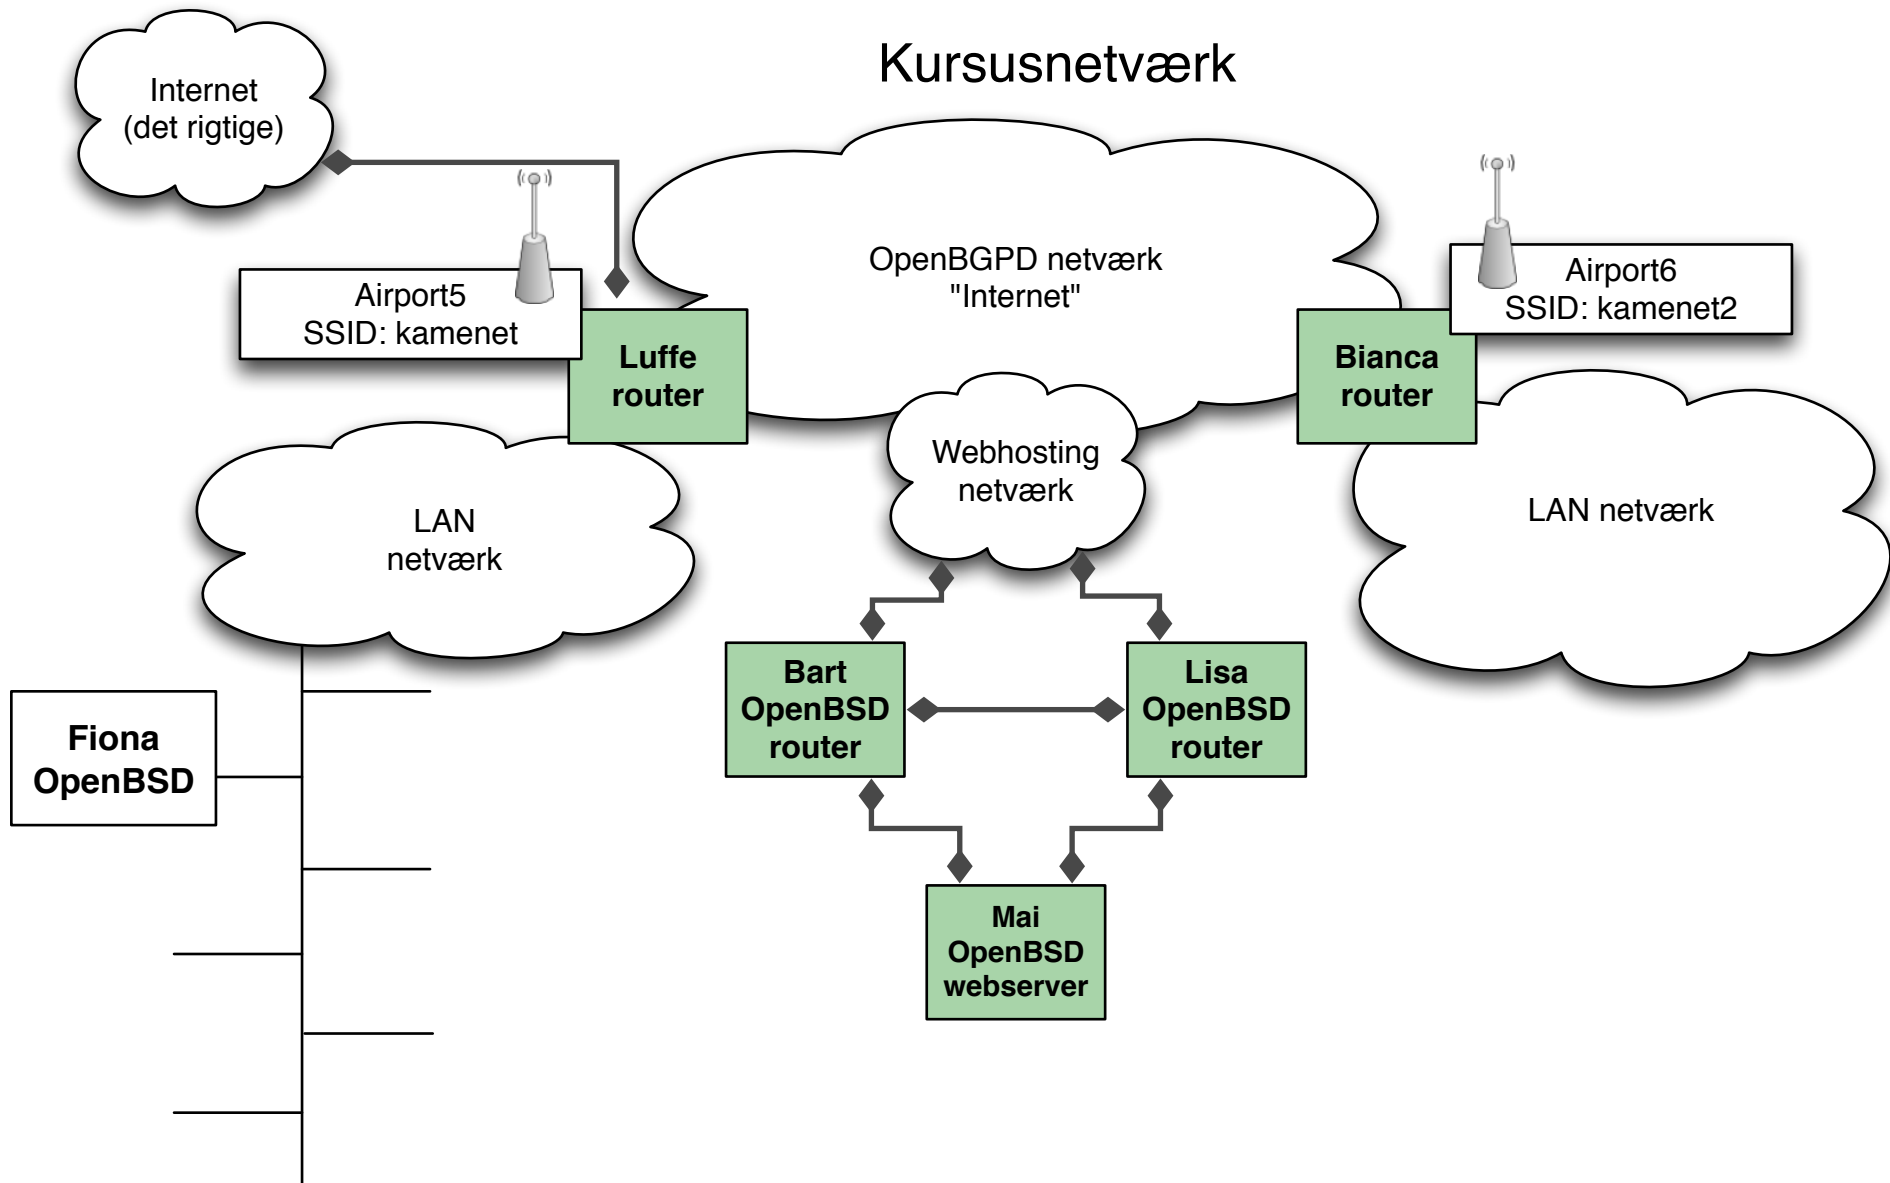 Kursusnetværk
Internet
(det rigtige)
OpenBGPD netværk
"Internet"
Airport5
SSID: kamenet
Airport6
SSID: kamenet2
Luffe
router
Bianca
router
Webhosting
netværk
LAN
netværk
LAN netværk
Bart
OpenBSD
router
Lisa
OpenBSD
router
Fiona
OpenBSD
Mai
OpenBSD
webserver